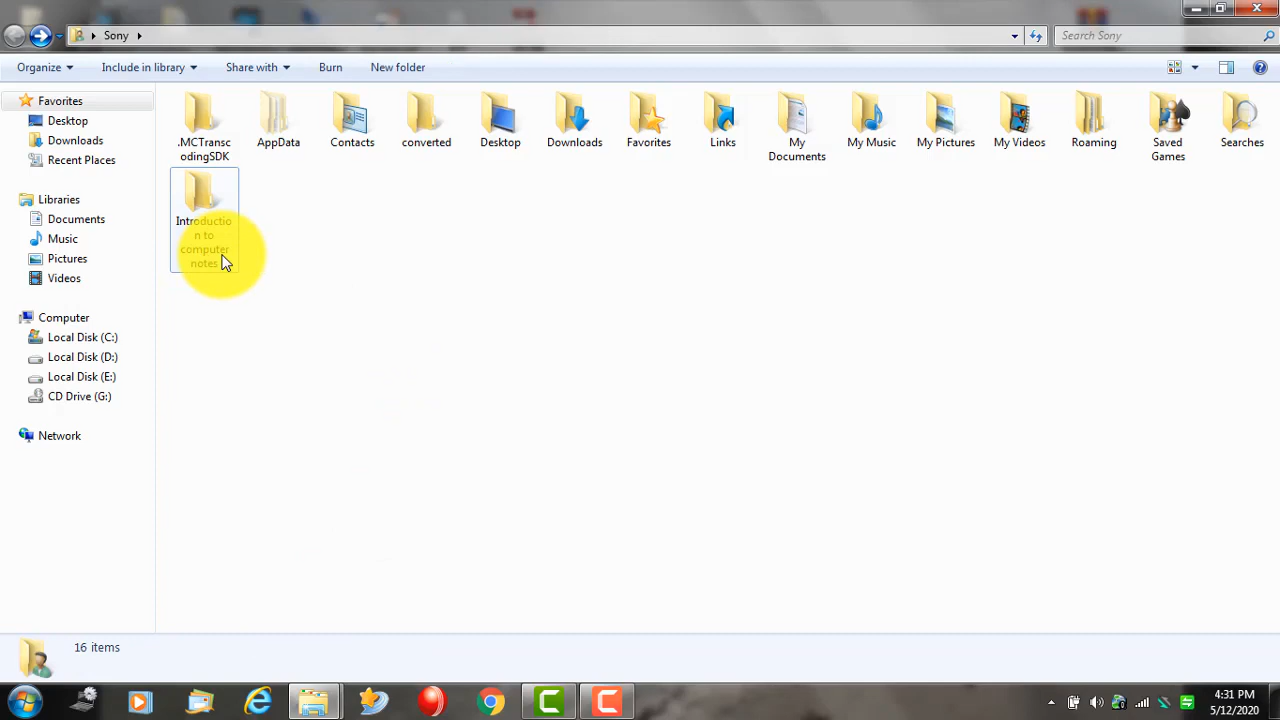 Sony
Search Sony
Organize
Include in library
Share with
Burn
New folder
Favorites
Desktop
Downloads
Recent Places
Libraries
Documents
Music
Pictures
Videos
Computer
Local Disk (C:)
Local Disk (D:)
Local Disk (E:)
CD Drive (G:)
Network
.MCTransc
odingSDK
AppData
Contacts
converted
Desktop
Downloads
Favorites
Links
My
Documents
My Music
My Pictures
My Videos
Roaming
Saved
Games
Searches
Introductio
n to
computer
notes
16 items
4:31 PM
5/12/2020